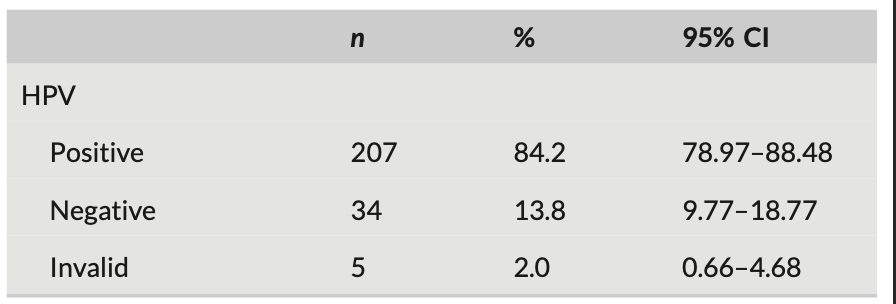 n % 95% CI
HPV
Positive 207 84.2 78.97–88.48
Negative 34 13.8 9.77–18.77
Invalid 5 2.0 0.66–4.68